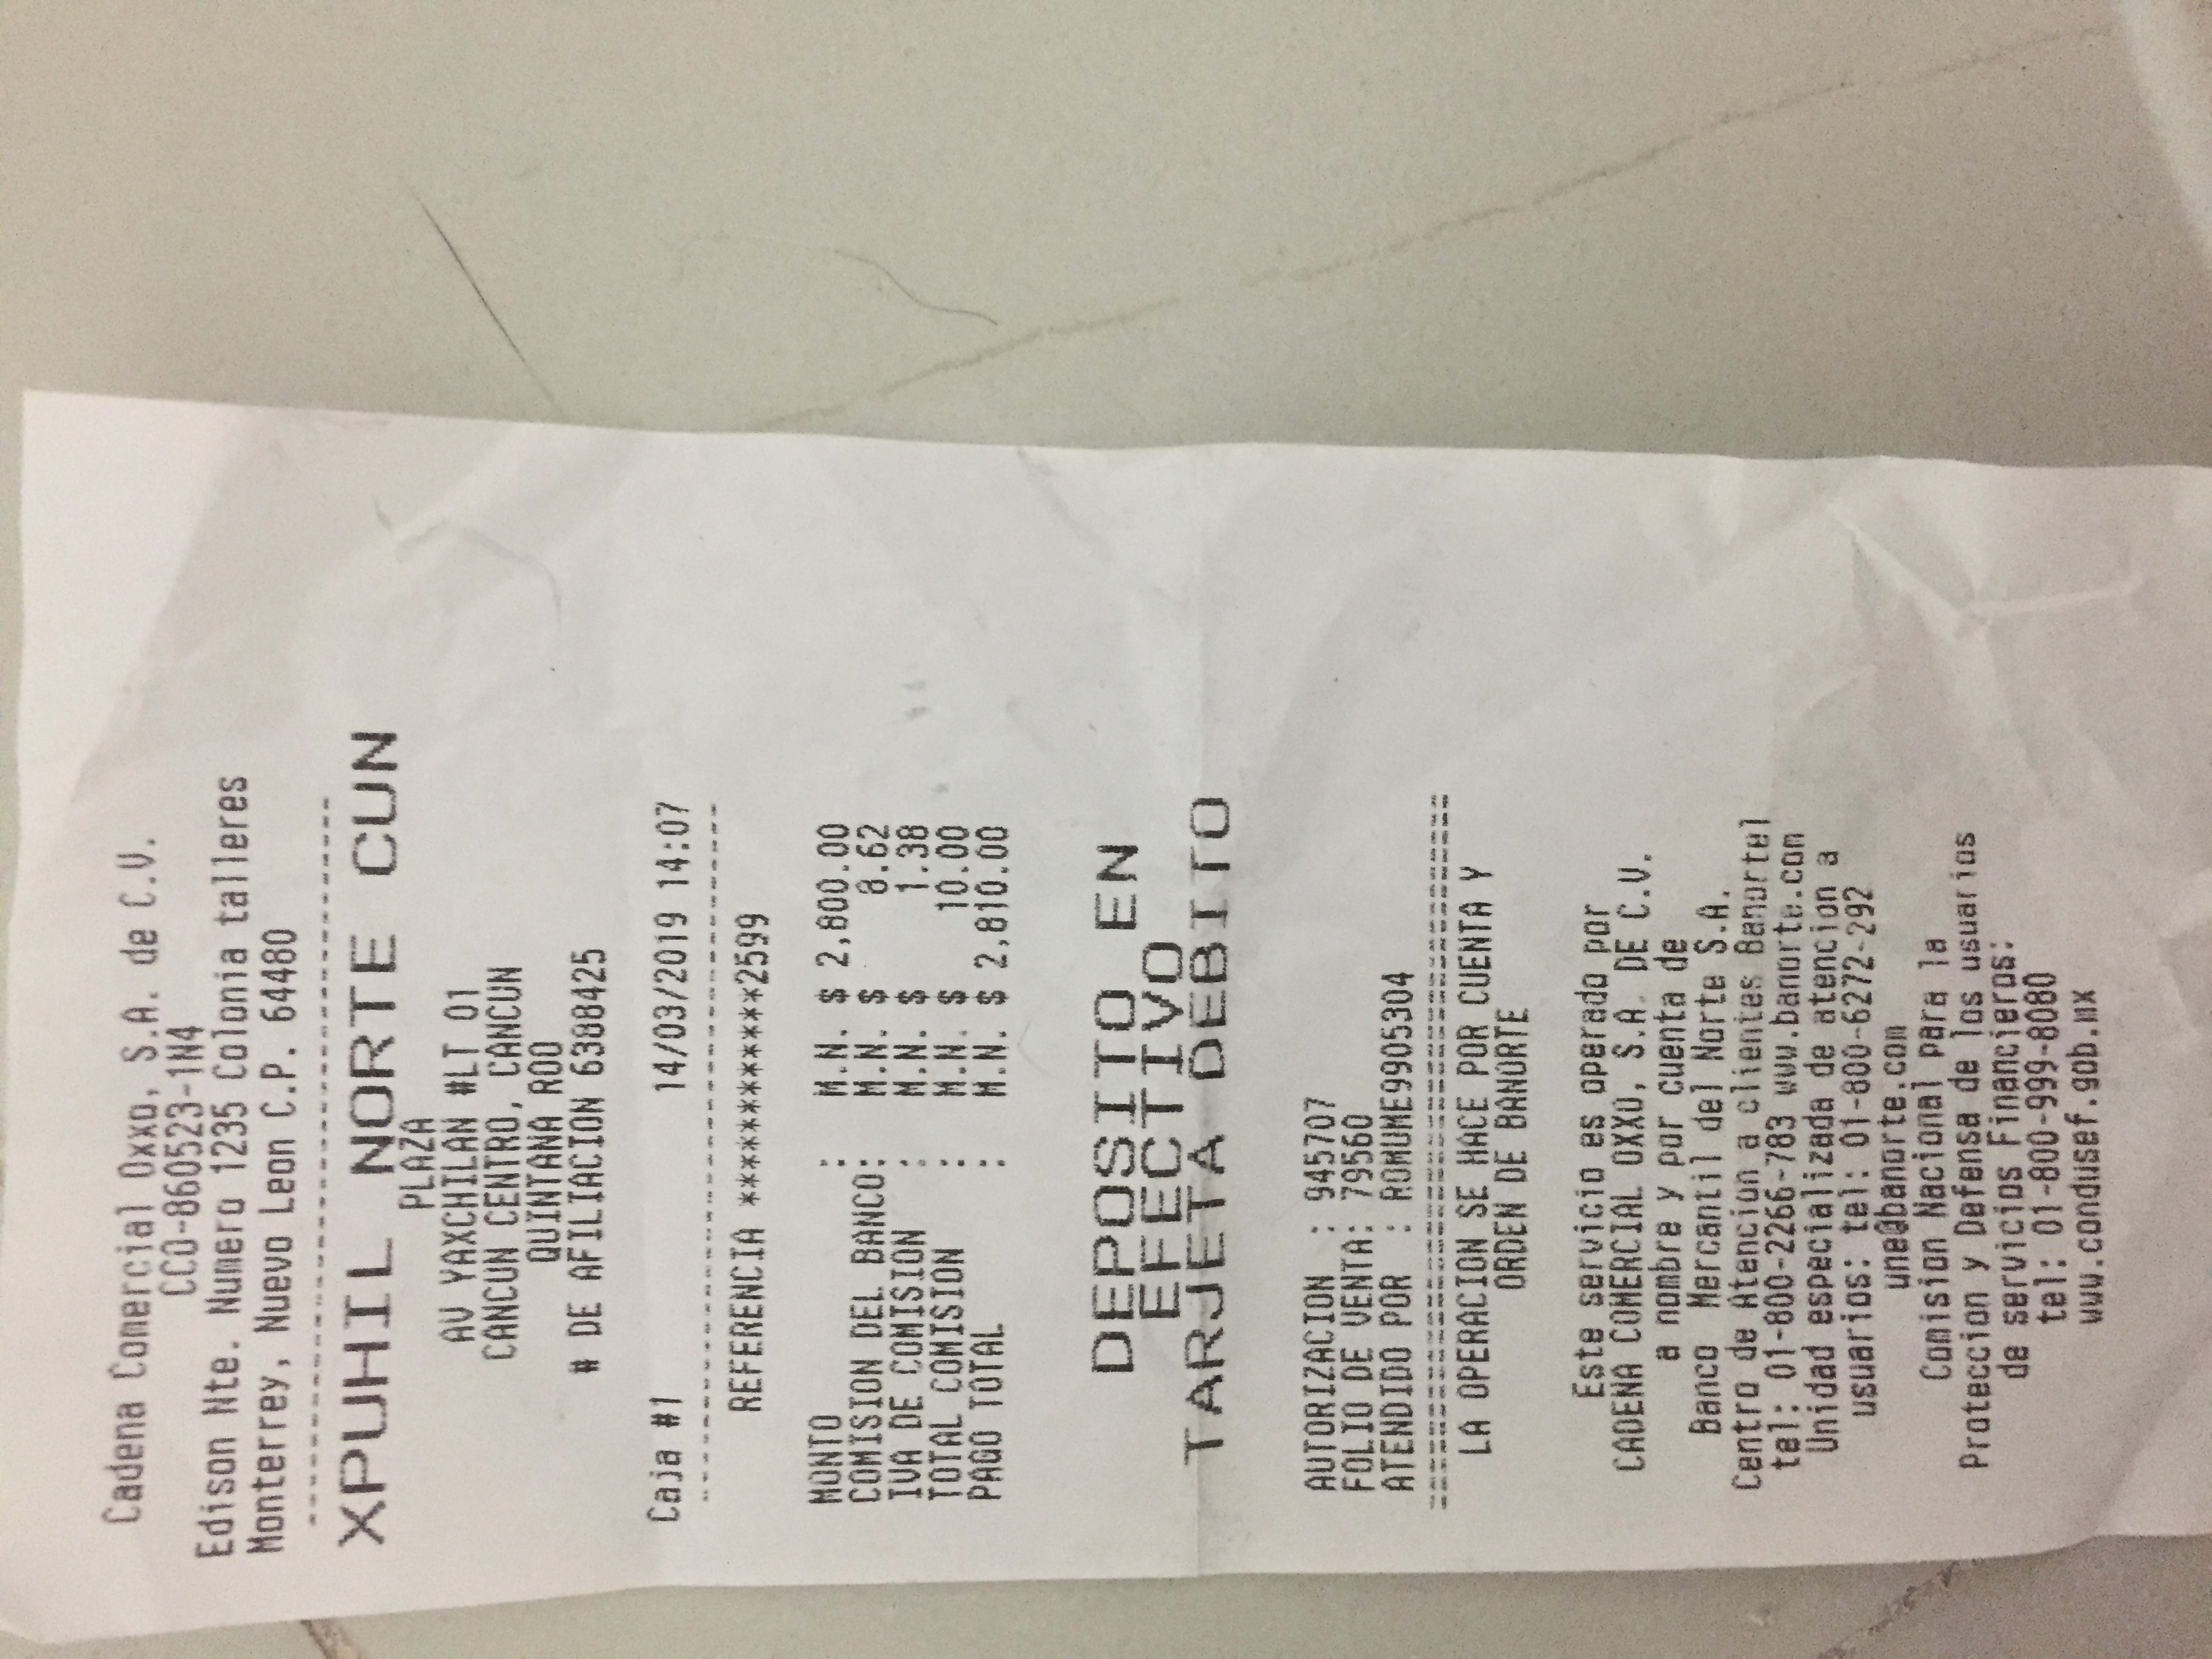 Cadena Comercial Oxxo, S.A. de C.V.
CCO-860523-1N4
Edison Nte. Numero 1235 Colonia talleres
Monterrey, Nuevo Leon C.P. 64480
----------------------------------------
XPUHIL NORTE CUN
PLAZA
AV YAXCHILAN #LT 01
CANCUN CENTRO, CANCUN
QUINTANA ROO
# DE AFILIACION 6388425
Caja #1 14/03/2019 14:07
----------------------------------------
REFERENCIA ************2599
MONTO : M.N. $ 2,800.00
COMISION DEL BANCO: M.N. $ 8.62
IVA DE COMISION : M.N. $ 1.38
TOTAL COMISION : M.N. $ 10.00
PAGO TOTAL : M.N. $ 2,810.00
DEPOSITO EN
EFECTIVO
TARJETA DEBITO
AUTORIZACION : 945707
FOLIO DE VENTA: 79560
ATENDIDO POR : ROMUME9905304
========================================
LA OPERACION SE HACE POR CUENTA Y
ORDEN DE BANORTE
Este servicio es operado por
CADENA COMERCIAL OXXO, S.A. DE C.V.
a nombre y por cuenta de
Banco Mercantil del Norte S.A.
Centro de Atencion a clientes Banortel
tel: 01-800-2266-783 www.banorte.com
Unidad especializada de atencion a
usuarios: tel: 01-800-6272-292
une@banorte.com
Comision Nacional para la
Proteccion y Defensa de los usuarios
de servicios Financieros:
tel: 01-800-999-8080
www.condusef.gob.mx